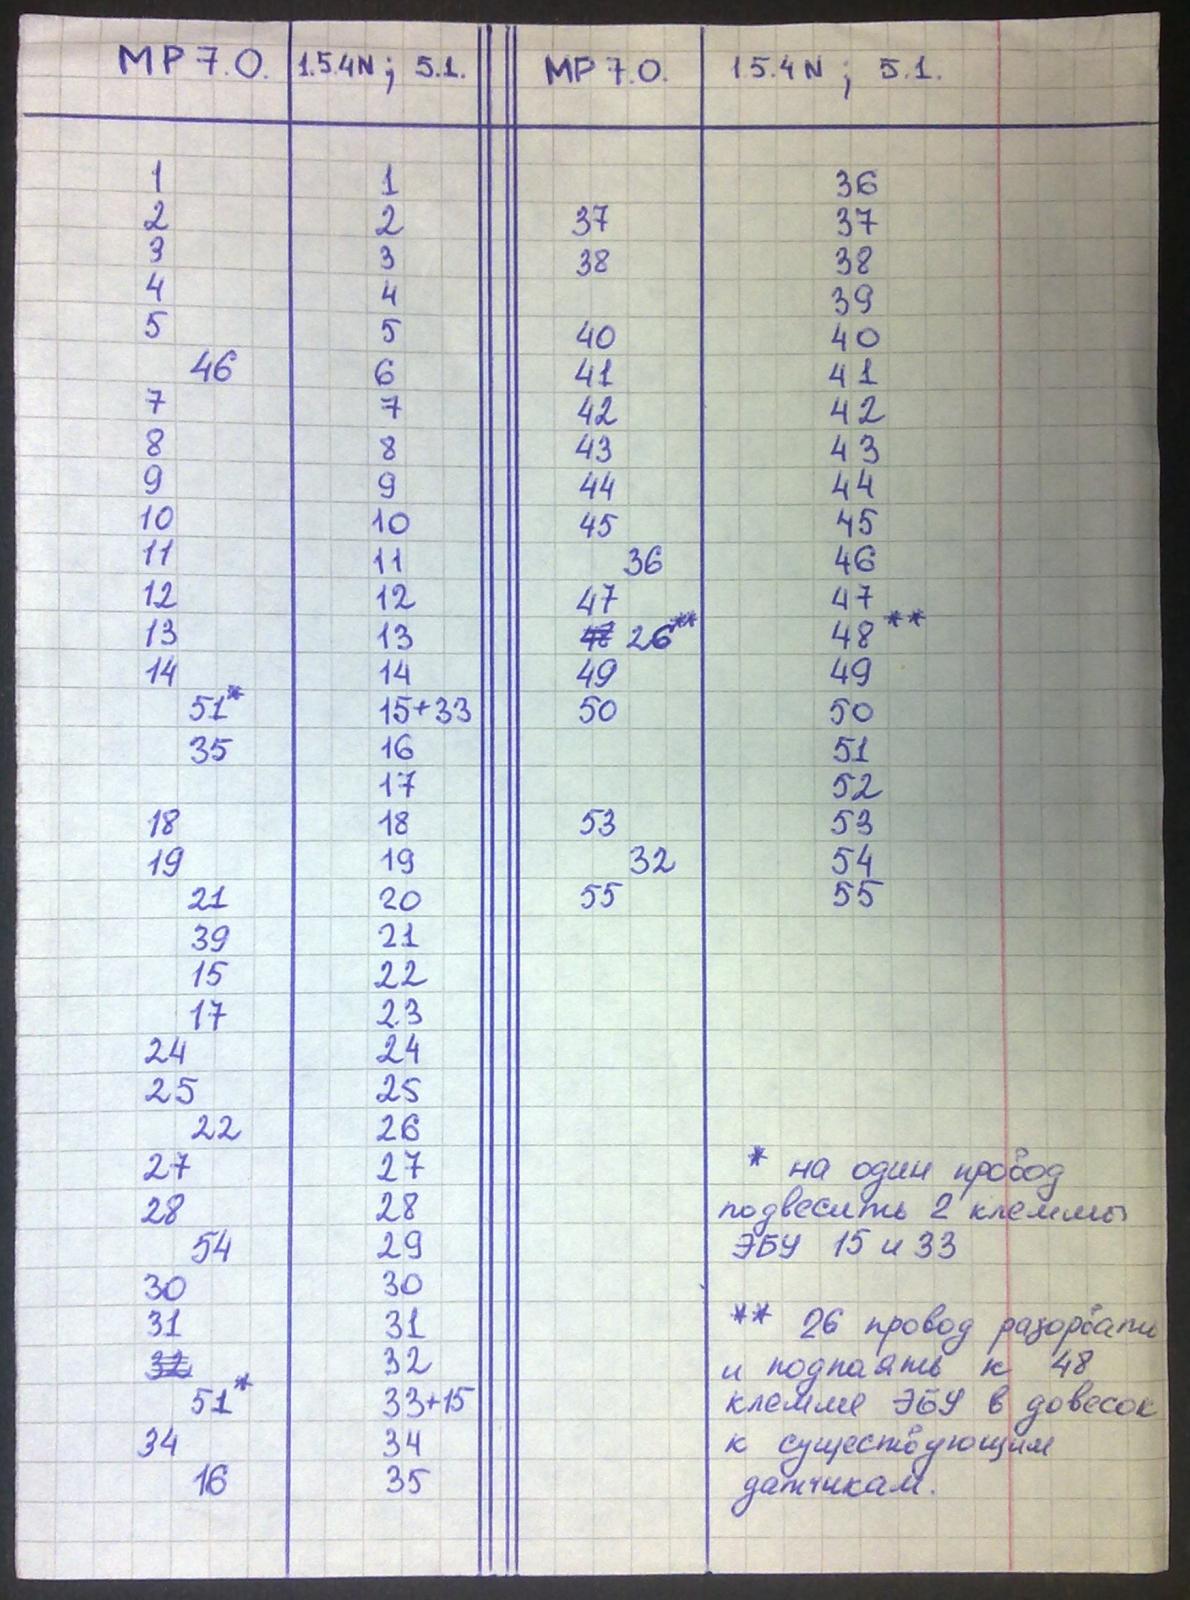 МР 7.0. 1.5.4N ; 5.1. МР 7.0. 1.5.4N ; 5.1.
1 1 36
2 2 37 37
3 3 38 38
4 4 39
5 5 40 40
46 6 41 41
7 7 42 42
8 8 43 43
9 9 44 44
10 10 45 45
11 11 36 46
12 12 47 47
13 13 26** 48**
14 14 49 49
51* 15+33 50 50
35 16 51
17 52
18 18 53 53
19 19 32 54
21 20 55 55
39 21
15 22
17 23
24 24
25 25
22 26
27 27
28 28
54 29
30 30
31 31
32 32
51* 33+15
34 34
16 35
* на один провод
подвесить 2 клеммы
ЭБУ 15 и 33
** 26 провод разорвать
и подпаять к 48
клемме ЭБУ в довесок
к существующим
датчикам.